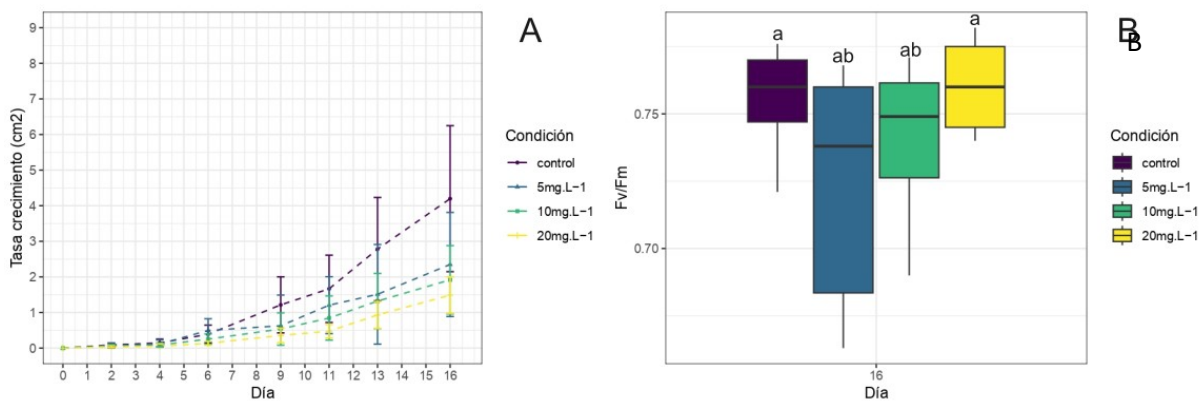 A
9
8
7
6
5
4
3
2
1
0
Tasa crecimiento (cm2)
0 1 2 3 4 5 6 7 8 9 10 11 12 13 14 15 16
Día
Condición
control
5mg.L−1
10mg.L−1
20mg.L−1
B
B
a
ab
ab
a
0.75
0.70
Fv/Fm
16
Día
Condición
control
5mg.L−1
10mg.L−1
20mg.L−1